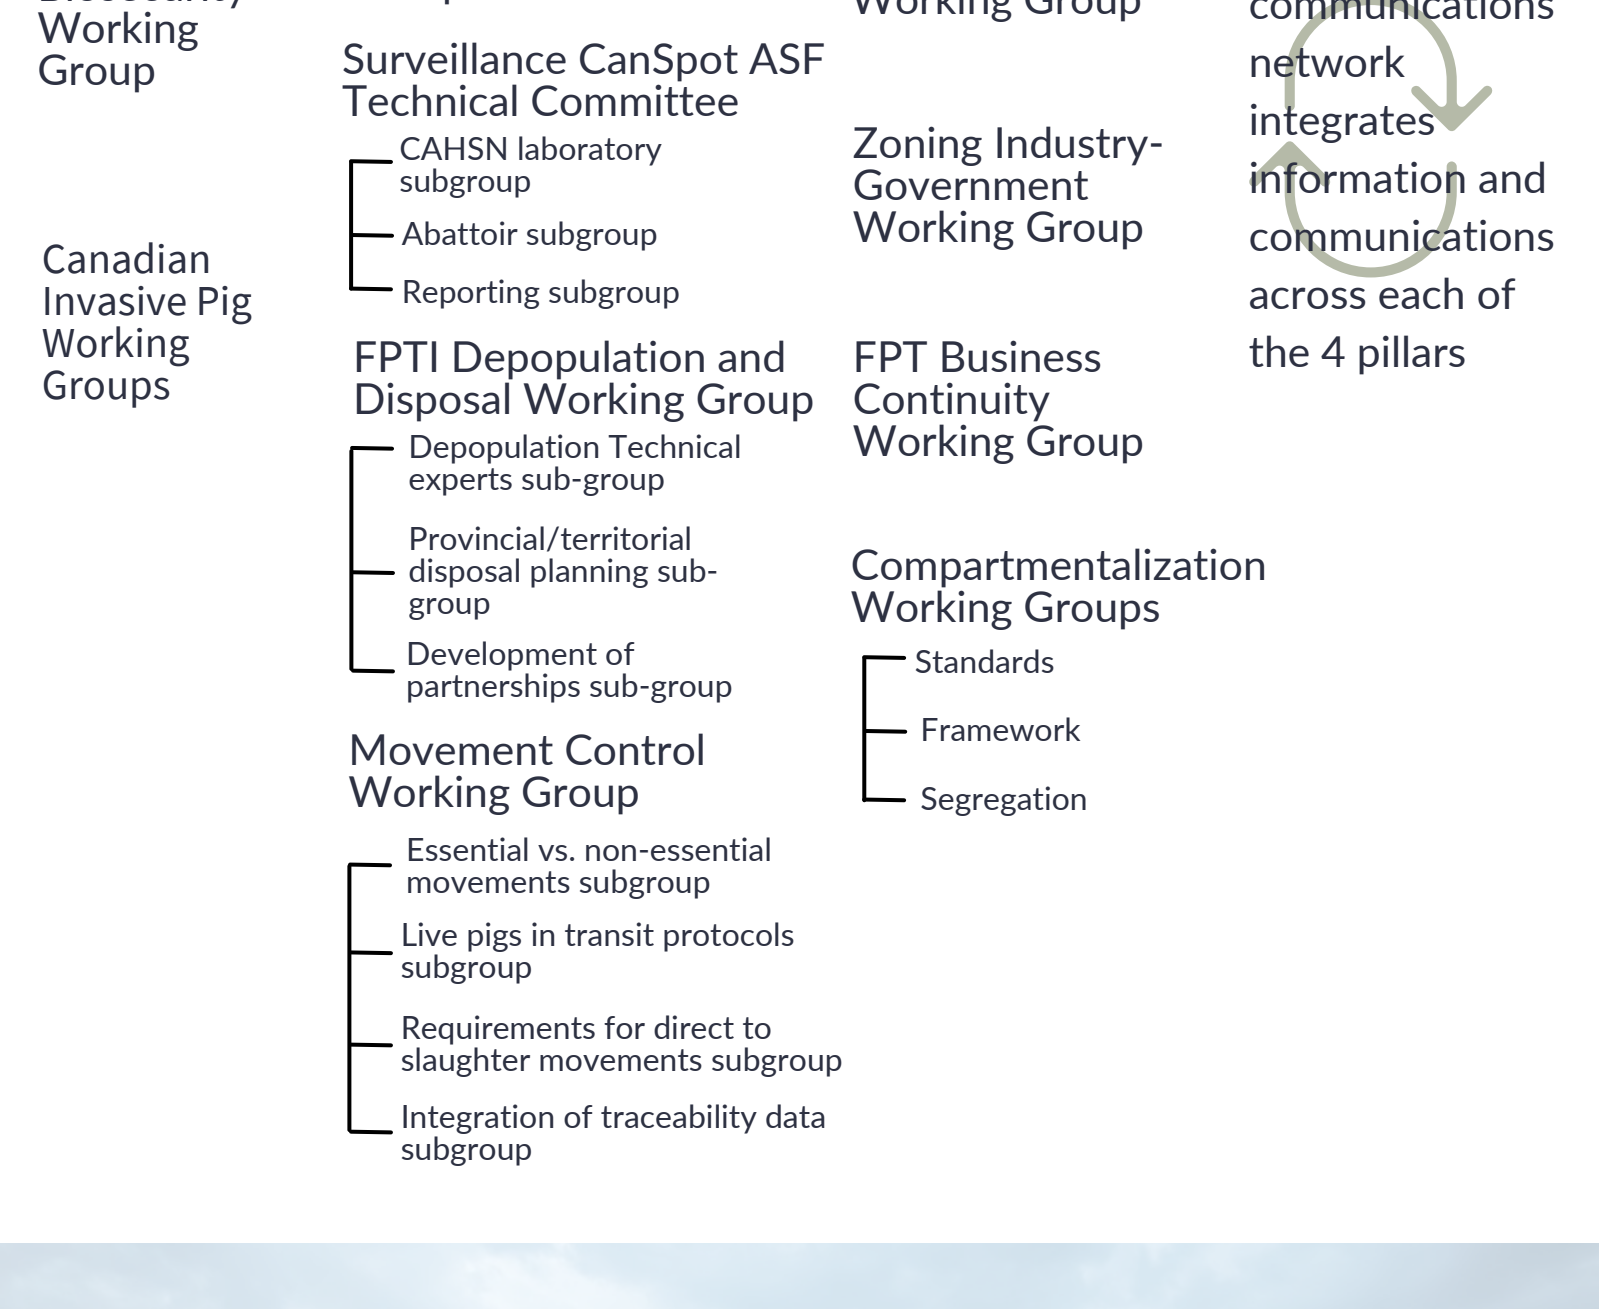 Working
Group
Canadian
Invasive Pig
Working
Groups
Surveillance CanSpot ASF
Technical Committee
CAHSN laboratory
subgroup
Abattoir subgroup
Reporting subgroup
FPTI Depopulation and
Disposal Working Group
Depopulation Technical
experts sub-group
Provincial/territorial
disposal planning sub-
group
Development of
partnerships sub-group
Movement Control
Working Group
Essential vs. non-essential
movements subgroup
Live pigs in transit protocols
subgroup
Requirements for direct to
slaughter movements subgroup
Integration of traceability data
subgroup
Working Group
Zoning Industry-
Government
Working Group
FPT Business
Continuity
Working Group
Compartmentalization
Working Groups
Standards
Framework
Segregation
communications
network
integrates
information and
communications
across each of
the 4 pillars